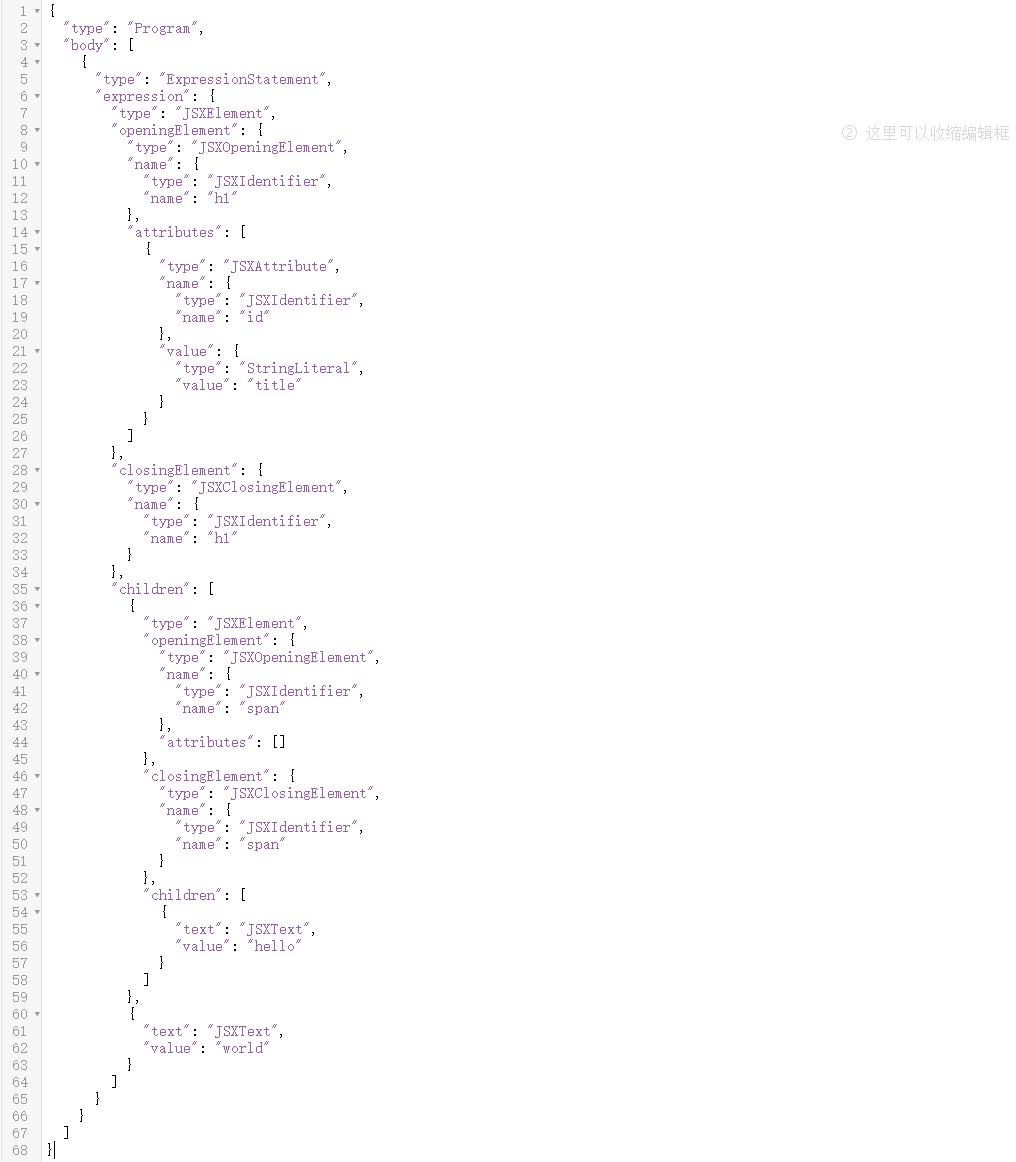 1 {
2 "type": "Program",
3 "body": [
4 {
5 "type": "ExpressionStatement",
6 "expression": {
7 "type": "JSXElement",
8 "openingElement": { ② 这里可以收缩编辑框
9 "type": "JSXOpeningElement",
10 "name": {
11 "type": "JSXIdentifier",
12 "name": "h1"
13 },
14 "attributes": [
15 {
16 "type": "JSXAttribute",
17 "name": {
18 "type": "JSXIdentifier",
19 "name": "id"
20 },
21 "value": {
22 "type": "StringLiteral",
23 "value": "title"
24 }
25 }
26 ]
27 },
28 "closingElement": {
29 "type": "JSXClosingElement",
30 "name": {
31 "type": "JSXIdentifier",
32 "name": "h1"
33 }
34 },
35 "children": [
36 {
37 "type": "JSXElement",
38 "openingElement": {
39 "type": "JSXOpeningElement",
40 "name": {
41 "type": "JSXIdentifier",
42 "name": "span"
43 },
44 "attributes": []
45 },
46 "closingElement": {
47 "type": "JSXClosingElement",
48 "name": {
49 "type": "JSXIdentifier",
50 "name": "span"
51 }
52 },
53 "children": [
54 {
55 "text": "JSXText",
56 "value": "hello"
57 }
58 ]
59 },
60 {
61 "text": "JSXText",
62 "value": "world"
63 }
64 ]
65 }
66 }
67 ]
68 }